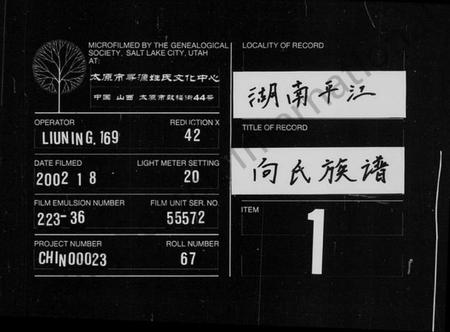 MICROFILMED BY THE GENEALOGICAL
SOCIETY, SALT LAKE CITY, UTAH
AT:
太原市寻源姓氏文化中心
中国 山西 太原市 44号
OPERATOR
LIUNING.169
REDUCTION X
42
DATE FILMED
2002 1 8
LIGHT METER SETTING
20
FILM EMULSION NUMBER
223-36
FILM UNIT SER. NO.
55572
PROJECT NUMBER
CHIN00023
ROLL NUMBER
67
LOCALITY OF RECORD
湖南平江
TITLE OF RECORD
向氏族谱
ITEM
1